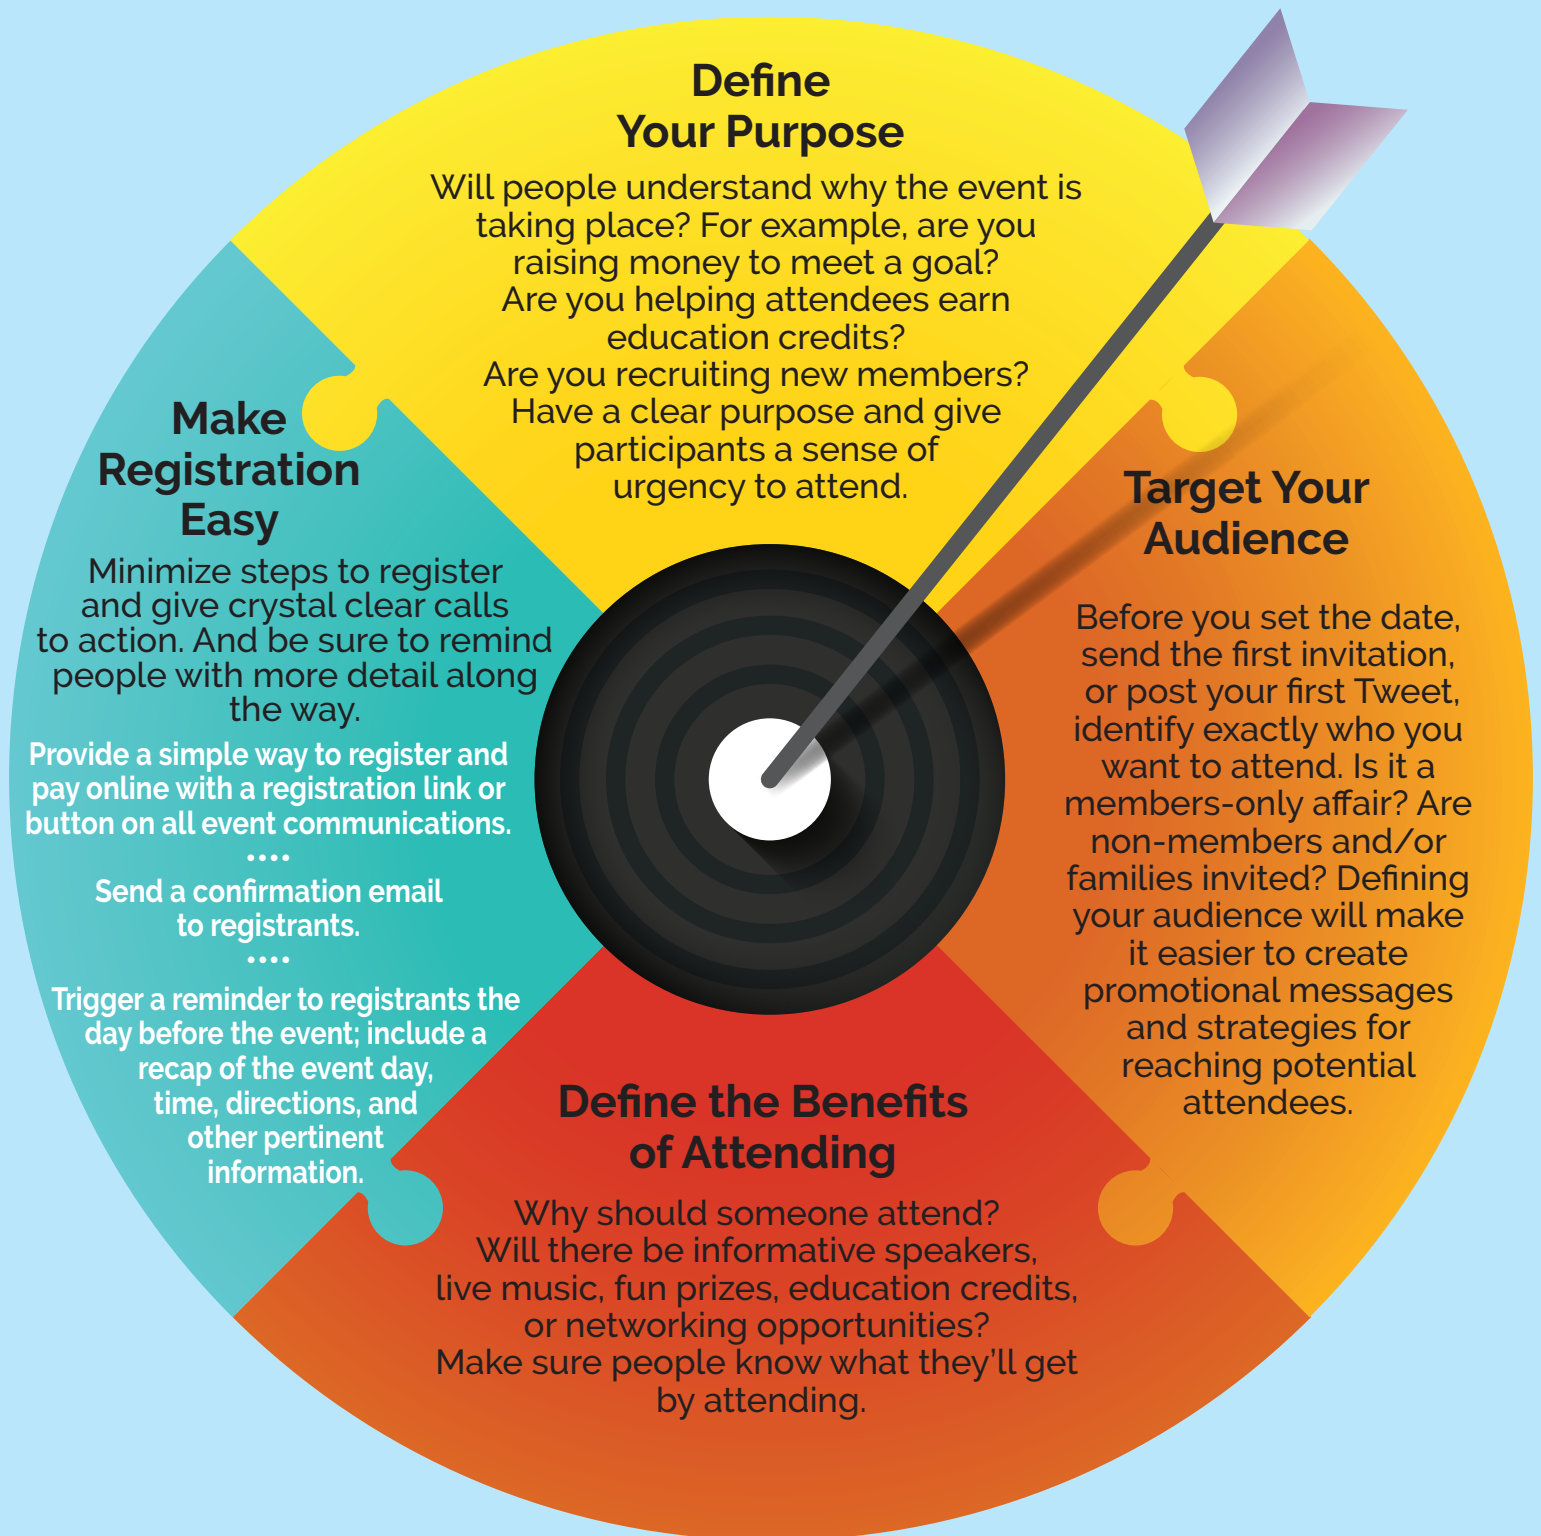 Define
Your Purpose
Will people understand why the event is
taking place? For example, are you
raising money to meet a goal?
Are you helping attendees earn
education credits?
Are you recruiting new members?
Have a clear purpose and give
participants a sense of
urgency to attend.
Target Your
Audience
Before you set the date,
send the first invitation,
or post your first Tweet,
identify exactly who you
want to attend. Is it a
members-only affair? Are
non-members and/or
families invited? Defining
your audience will make
it easier to create
promotional messages
and strategies for
reaching potential
attendees.
Define the Benefits
of Attending
Why should someone attend?
Will there be informative speakers,
live music, fun prizes, education credits,
or networking opportunities?
Make sure people know what they'll get
by attending.
Make
Registration
Easy
Minimize steps to register
and give crystal clear calls
to action. And be sure to remind
people with more detail along
the way.
Provide a simple way to register and
pay online with a registration link or
button on all event communications.
••••
Send a confirmation email
to registrants.
••••
Trigger a reminder to registrants the
day before the event; include a
recap of the event day,
time, directions, and
other pertinent
information.